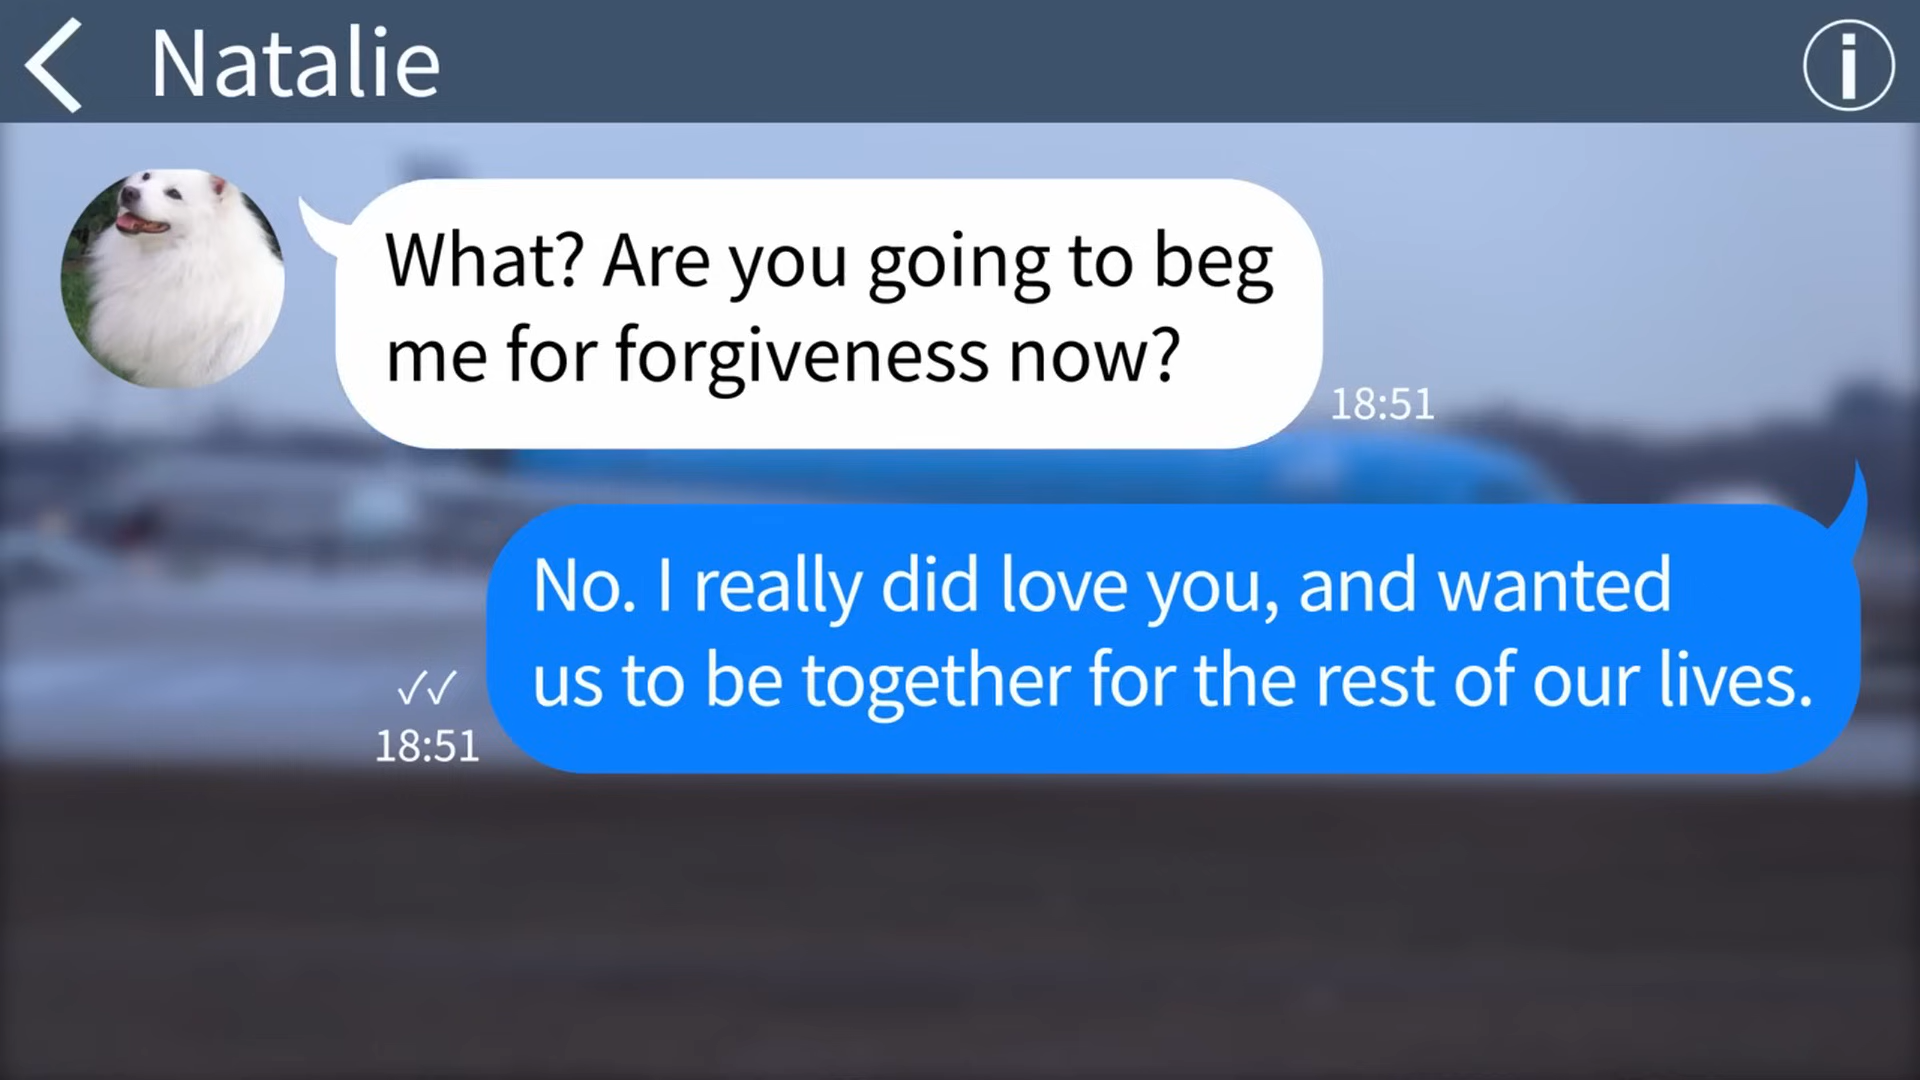 Natalie
What? Are you going to beg
me for forgiveness now?
18:51
No. I really did love you, and wanted
us to be together for the rest of our lives.
18:51